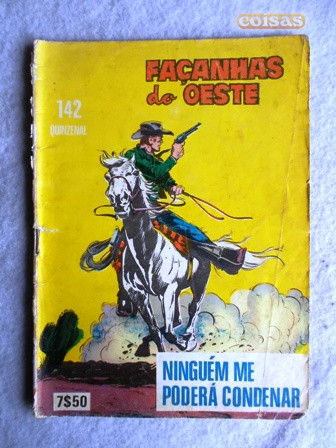 coisas
FAÇANHAS
do OESTE
142
QUINZENAL
NINGUÉM ME
PODERÁ CONDENAR
7$50